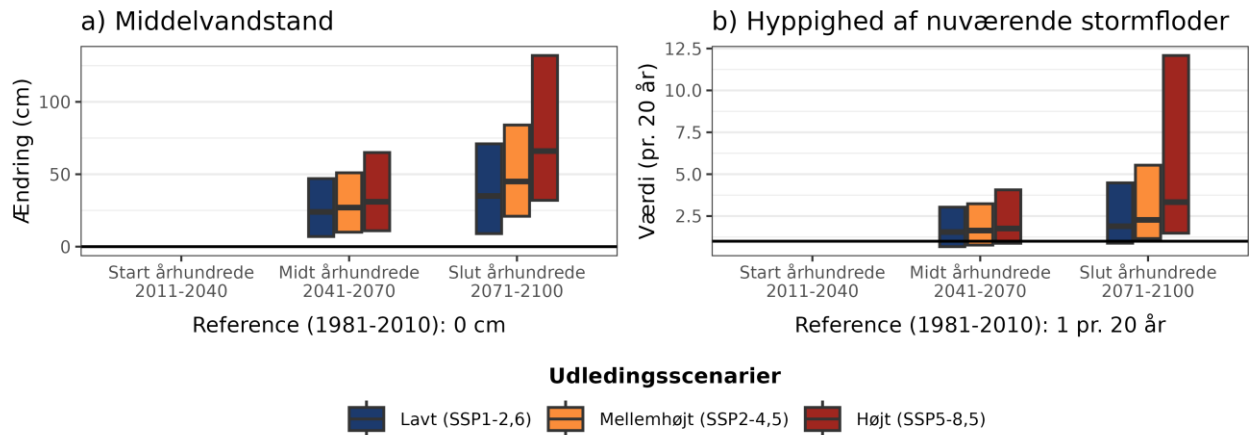 a) Middelvandstand
Ændring (cm)
100
50
0
Start århundrede
2011-2040
Midt århundrede
2041-2070
Slut århundrede
2071-2100
Reference (1981-2010): 0 cm
b) Hyppighed af nuværende stormfloder
Værdi (pr. 20 år)
12.5
10.0
7.5
5.0
2.5
Start århundrede
2011-2040
Midt århundrede
2041-2070
Slut århundrede
2071-2100
Reference (1981-2010): 1 pr. 20 år
Udledingsscenarier
Lavt (SSP1-2,6)
Mellemhøjt (SSP2-4,5)
Højt (SSP5-8,5)